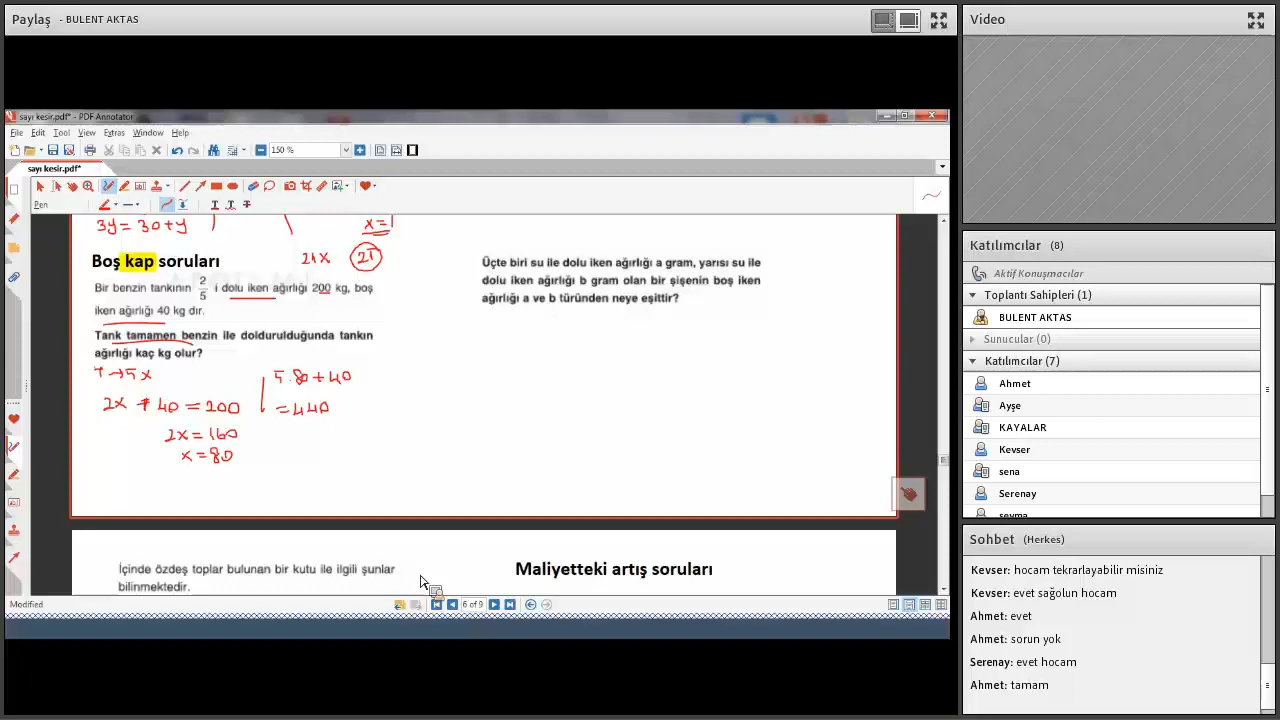 Paylaş - BULENT AKTAS
sayı kesir.pdf* - PDF Annotator
File Edit Tool View Extras Window Help
150 %
sayı kesir.pdf*
Pen
3y = 30+y
x=1
Boş kap soruları
21x 21
Bir benzin tankının 2/5 i dolu iken ağırlığı 200 kg, boş
iken ağırlığı 40 kg dır.
Tank tamamen benzin ile doldurulduğunda tankın
ağırlığı kaç kg olur?
→5x
2x + 40 = 200
2x = 160
x = 80
5.80+40
=440
Üçte biri su ile dolu iken ağırlığı a gram, yarısı su ile
dolu iken ağırlığı b gram olan bir şişenin boş iken
ağırlığı a ve b türünden neye eşittir?
İçinde özdeş toplar bulunan bir kutu ile ilgili şunlar
bilinmektedir.
Maliyetteki artış soruları
Modified
6 of 9
Video
Katılımcılar (8)
Aktif Konuşmacılar
Toplantı Sahipleri (1)
BULENT AKTAS
Sunucular (0)
Katılımcılar (7)
Ahmet
Ayşe
KAYALAR
Kevser
sena
Serenay
şeyma
Sohbet (Herkes)
Kevser: hocam tekrarlayabilir misiniz
Kevser: evet sağolun hocam
Ahmet: evet
Ahmet: sorun yok
Serenay: evet hocam
Ahmet: tamam